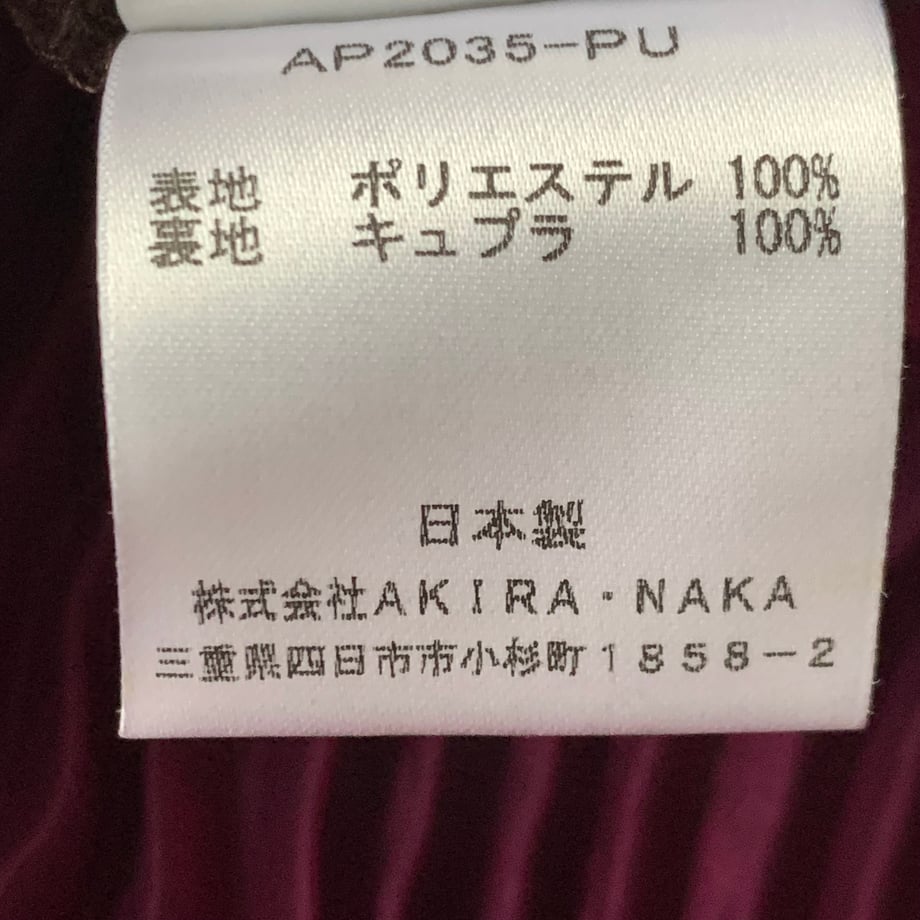 AP2035-PU
表地 ポリエステル 100%
裏地 キュプラ 100%
日本製
株式会社AKIRA・NAKA
三重県四日市市小杉町1858-2